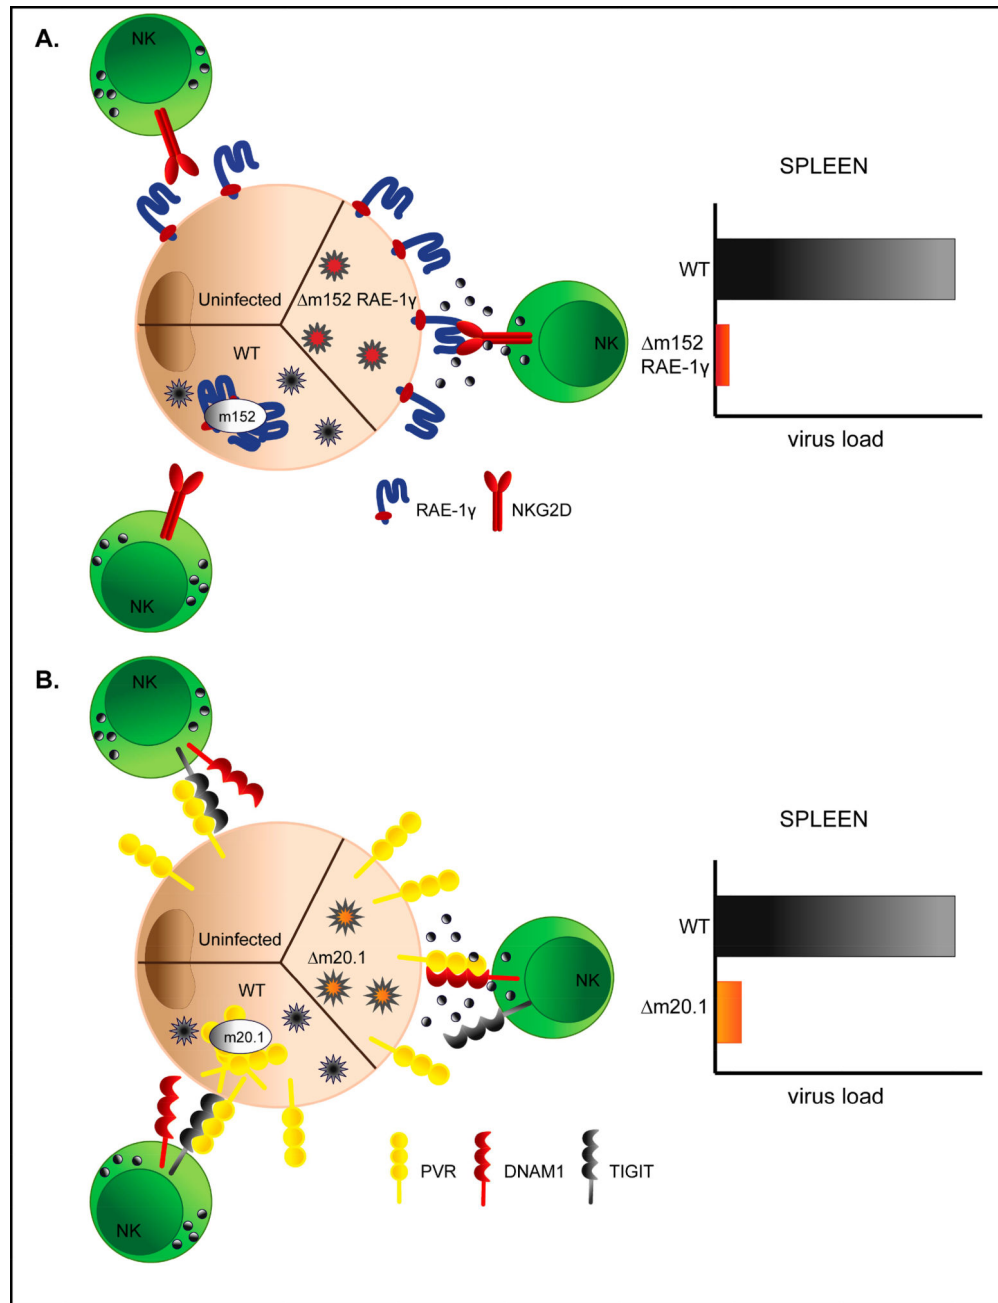 A.
NK
SPLEEN
WT
Δm152
RAE-1γ
virus load
Uninfected
Δm152 RAE-1γ
WT
m152
NK
NK
RAE-1γ
NKG2D
B.
NK
SPLEEN
WT
Δm20.1
virus load
Uninfected
Δm20.1
WT
m20.1
NK
NK
PVR
DNAM1
TIGIT